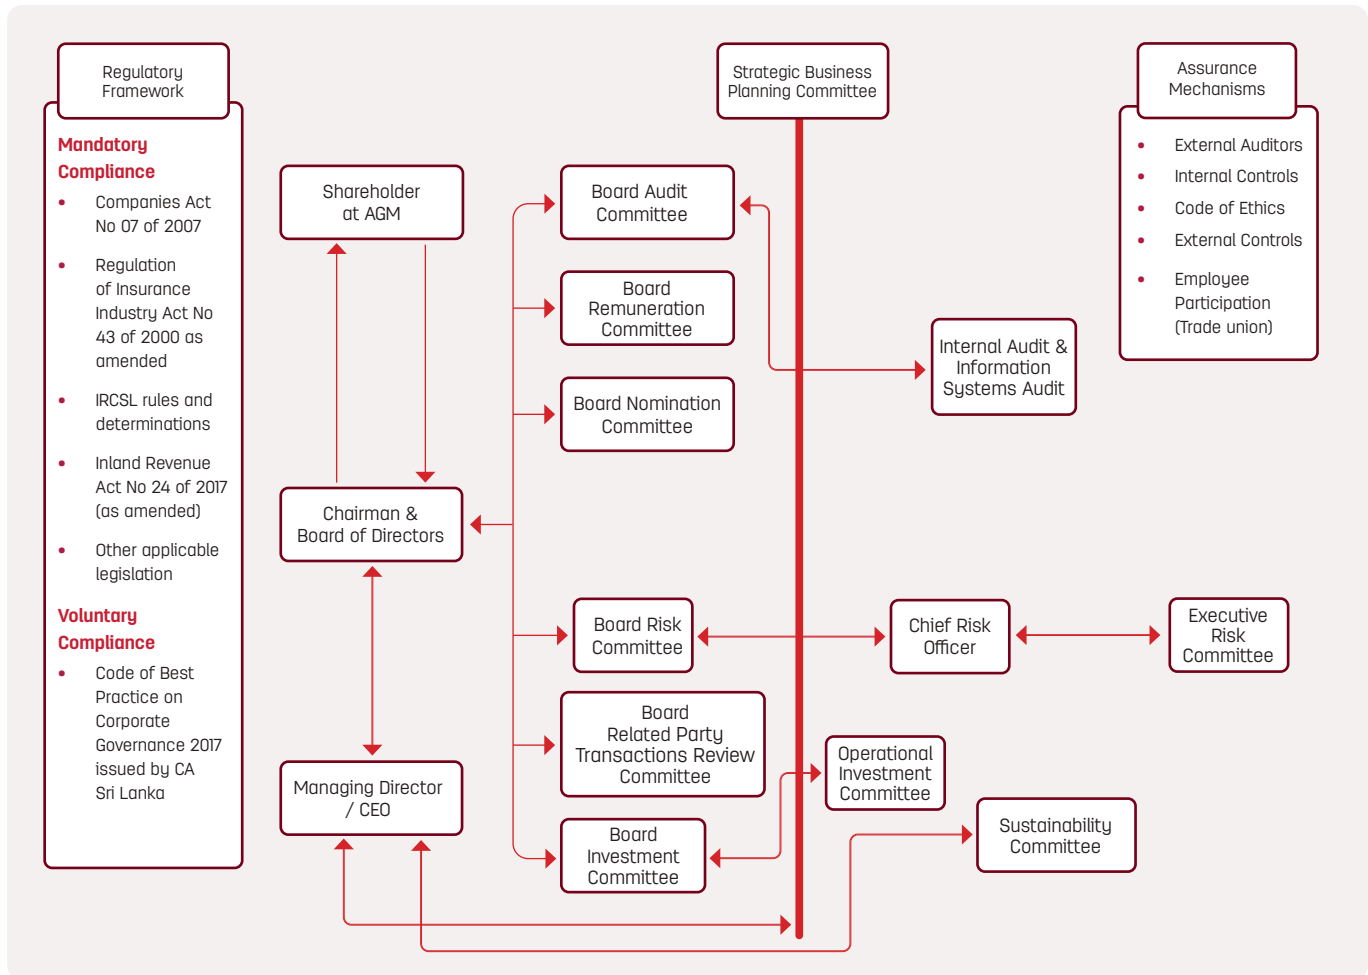 Regulatory
Framework
Mandatory
Compliance
• Companies Act
No 07 of 2007
• Regulation
of Insurance
Industry Act No
43 of 2000 as
amended
• IRCSL rules and
determinations
• Inland Revenue
Act No 24 of 2017
(as amended)
• Other applicable
legislation
Voluntary
Compliance
• Code of Best
Practice on
Corporate
Governance 2017
issued by CA
Sri Lanka
Shareholder
at AGM
Chairman &
Board of Directors
Managing Director
/ CEO
Strategic Business
Planning Committee
Board Audit
Committee
Board
Remuneration
Committee
Board Nomination
Committee
Board Risk
Committee
Board
Related Party
Transactions Review
Committee
Board
Investment
Committee
Internal Audit &
Information
Systems Audit
Chief Risk
Officer
Executive
Risk
Committee
Operational
Investment
Committee
Sustainability
Committee
Assurance
Mechanisms
• External Auditors
• Internal Controls
• Code of Ethics
• External Controls
• Employee
Participation
(Trade union)